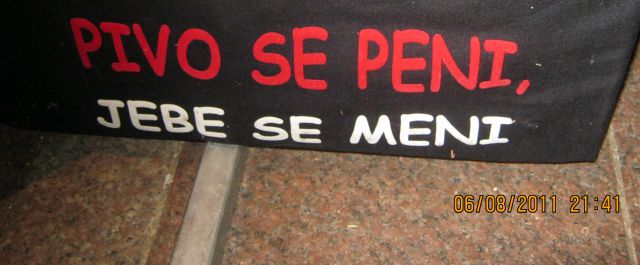 PIVO SE PENI,
JEBE SE MENI
06/08/2011 21:41